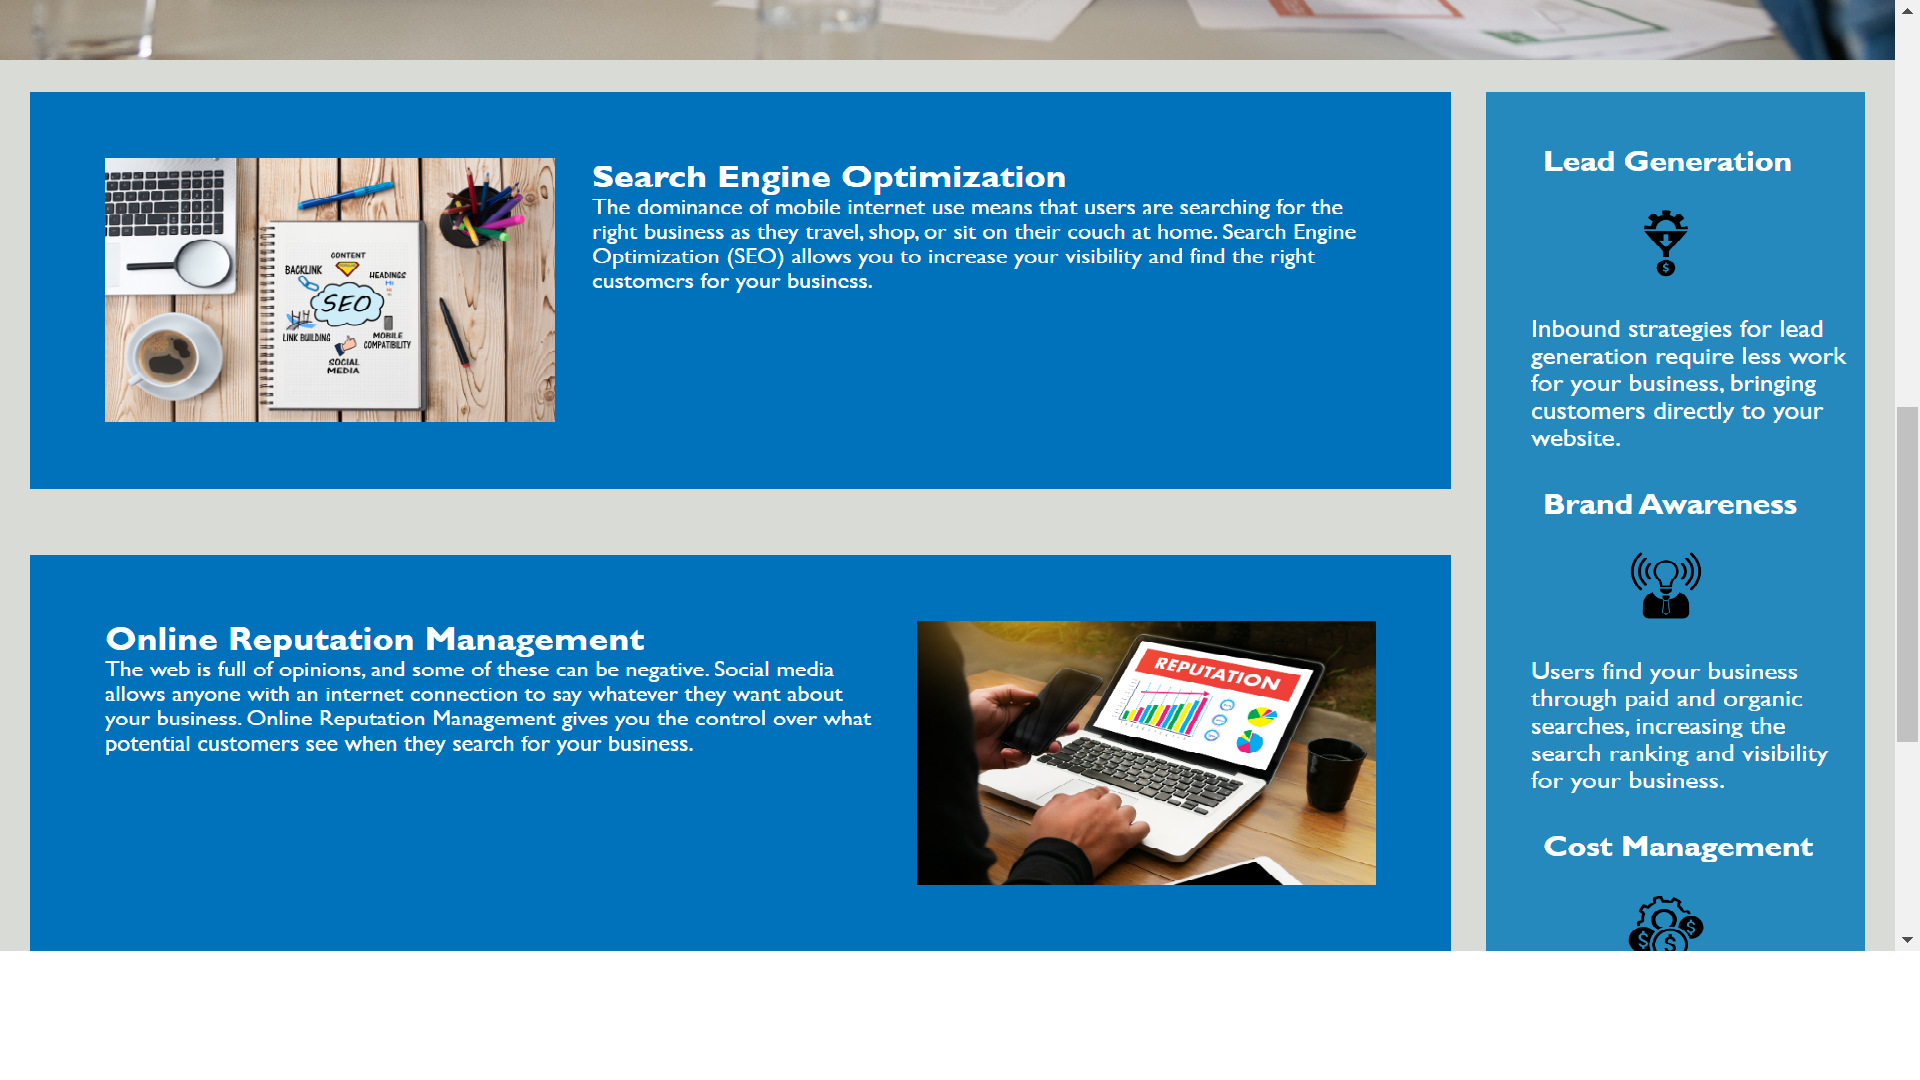 Search Engine Optimization
The dominance of mobile internet use means that users are searching for the
right business as they travel, shop, or sit on their couch at home. Search Engine
Optimization (SEO) allows you to increase your visibility and find the right
customers for your business.
CONTENT
BACKLINK
HEADINGS
H1
SEO
LINK BUILDING
MOBILE
COMPATIBILITY
SOCIAL
MEDIA
Online Reputation Management
The web is full of opinions, and some of these can be negative. Social media
allows anyone with an internet connection to say whatever they want about
your business. Online Reputation Management gives you the control over what
potential customers see when they search for your business.
REPUTATION
Lead Generation
$
Inbound strategies for lead
generation require less work
for your business, bringing
customers directly to your
website.
Brand Awareness
Users find your business
through paid and organic
searches, increasing the
search ranking and visibility
for your business.
Cost Management
$ $ $